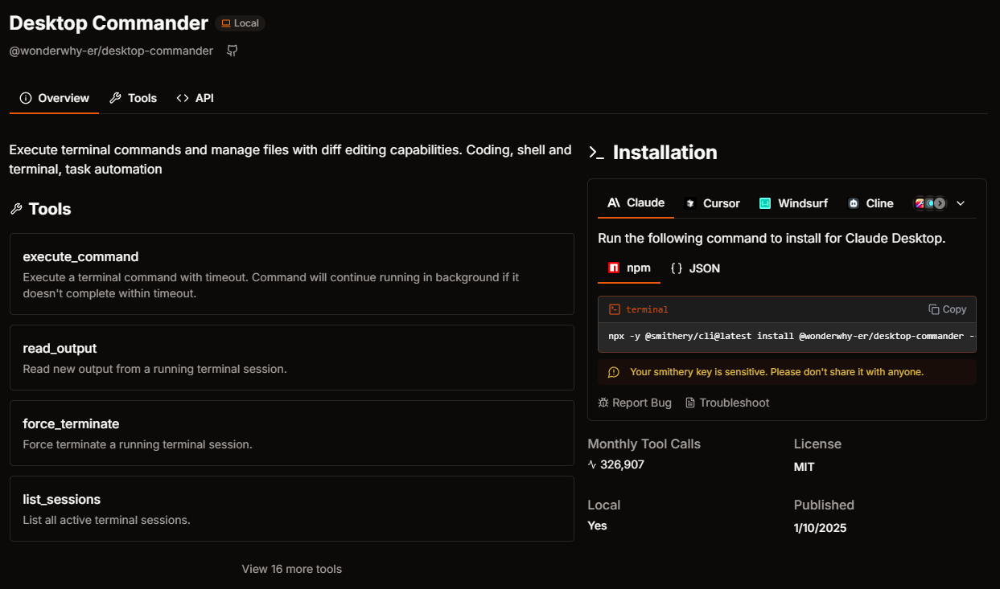 Desktop Commander
Local
@wonderwhy-er/desktop-commander
Overview
Tools
API
Execute terminal commands and manage files with diff editing capabilities. Coding, shell and
terminal, task automation
Tools
execute_command
Execute a terminal command with timeout. Command will continue running in background if it
doesn't complete within timeout.
read_output
Read new output from a running terminal session.
force_terminate
Force terminate a running terminal session.
list_sessions
List all active terminal sessions.
View 16 more tools
Installation
Claude
Cursor
Windsurf
Cline
Run the following command to install for Claude Desktop.
npm
{ } JSON
terminal
Copy
npx -y @smithery/cli@latest install @wonderwhy-er/desktop-commander -
Your smithery key is sensitive. Please don't share it with anyone.
Report Bug
Troubleshoot
Monthly Tool Calls
326,907
License
MIT
Local
Yes
Published
1/10/2025